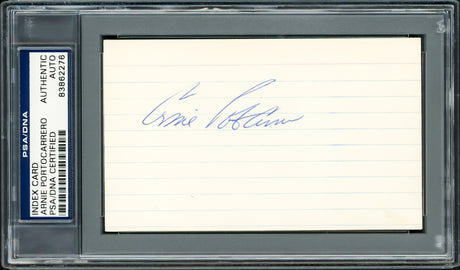 PSA/DNA
INDEX CARD
ARNIE PORTOCARRERO
PSA/DNA CERTIFIED
AUTHENTIC
AUTO
83862276
Arnie Portocarrero